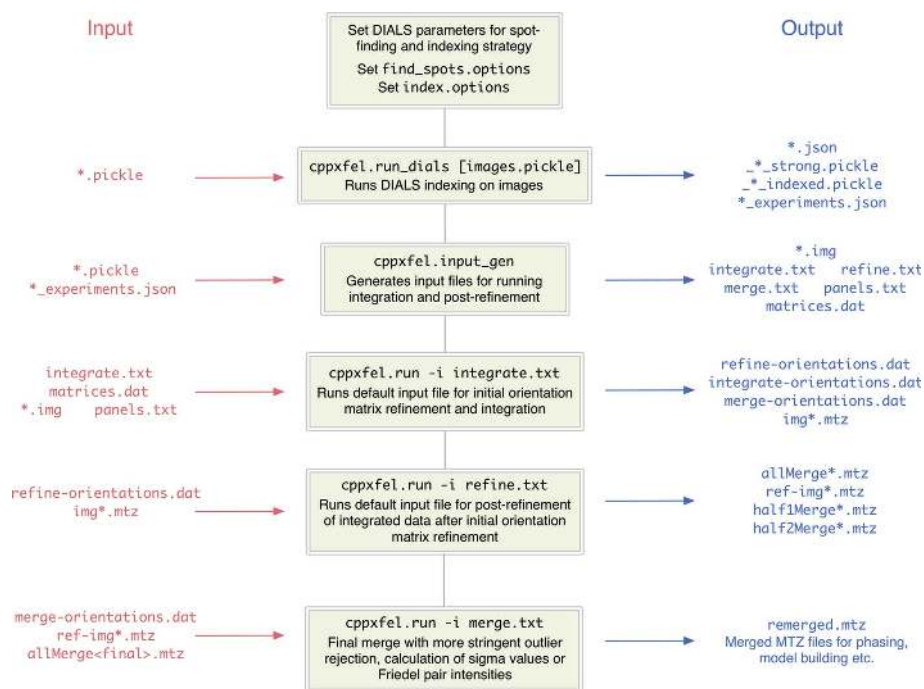 Input
Output
Set DIALS parameters for spot-
finding and indexing strategy
Set find_spots.options
Set index.options
*.pickle
cppxfel.run_dials [images.pickle]
Runs DIALS indexing on images
*.json
_*_strong.pickle
_*_indexed.pickle
*_experiments.json
*.pickle
*_experiments.json
cppxfel.input_gen
Generates input files for running
integration and post-refinement
*.img
integrate.txt refine.txt
merge.txt panels.txt
matrices.dat
integrate.txt
matrices.dat
*.img panels.txt
cppxfel.run -i integrate.txt
Runs default input file for initial orientation
matrix refinement and integration
refine-orientations.dat
integrate-orientations.dat
merge-orientations.dat
img*.mtz
refine-orientations.dat
img*.mtz
cppxfel.run -i refine.txt
Runs default input file for post-refinement
of integrated data after initial orientation
matrix refinement
allMerge*.mtz
ref-img*.mtz
half1Merge*.mtz
half2Merge*.mtz
merge-orientations.dat
ref-img*.mtz
allMerge<final>.mtz
cppxfel.run -i merge.txt
Final merge with more stringent outlier
rejection, calculation of sigma values or
Friedel pair intensities
remerged.mtz
Merged MTZ files for phasing,
model building etc.